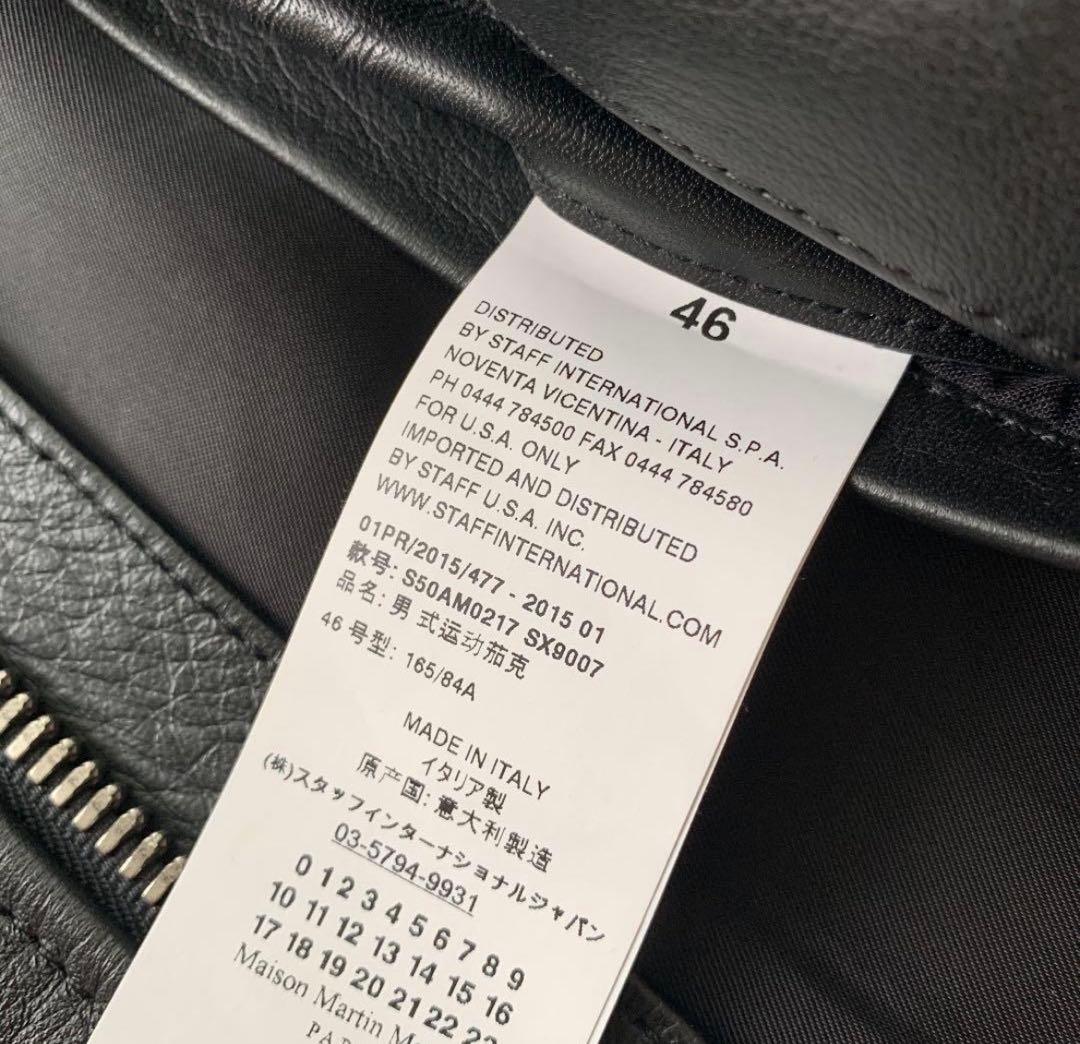 46
DISTRIBUTED
BY STAFF INTERNATIONAL S.P.A.
NOVENTA VICENTINA - ITALY
PH 0444 784500 FAX 0444 784580
FOR U.S.A. ONLY
IMPORTED AND DISTRIBUTED
BY STAFF U.S.A. INC.
WWW.STAFFINTERNATIONAL.COM
01PR/2015/477 - 2015 01
款号: S50AM0217 SX9007
品名: 男式运动茄克
46 号型: 165/84A
MADE IN ITALY
イタリア製
原产国: 意大利製造
(株)スタッフインターナショナルジャパン
03-5794-9931
0 1 2 3 4 5 6 7 8 9
10 11 12 13 14 15 16
17 18 19 20 21 22 23
Maison Martin